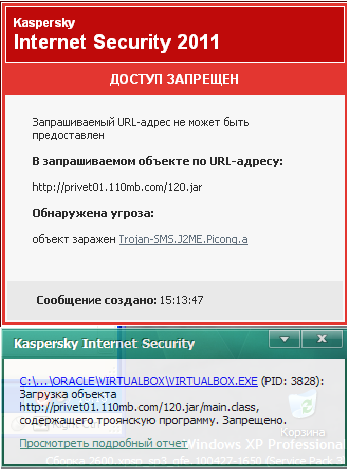 Kaspersky
Internet Security 2011
ДОСТУП ЗАПРЕЩЕН
Запрашиваемый URL-адрес не может быть
предоставлен
В запрашиваемом объекте по URL-адресу:
http://privet01.110mb.com/120.jar
Обнаружена угроза:
объект заражен Trojan-SMS.J2ME.Picong.a
Сообщение создано: 15:13:47
Kaspersky Internet Security
C:\...\ORACLE\VIRTUALBOX\VIRTUALBOX.EXE (PID: 3828):
Загрузка объекта
http://privet01.110mb.com/120.jar/main.class,
содержащего троянскую программу. Запрещено.
Корзина
Просмотреть подробный отчет
Windows XP Professional
Сборка 2600.xpsp_sp3_qfe.100427-1650 (Service Pack 3